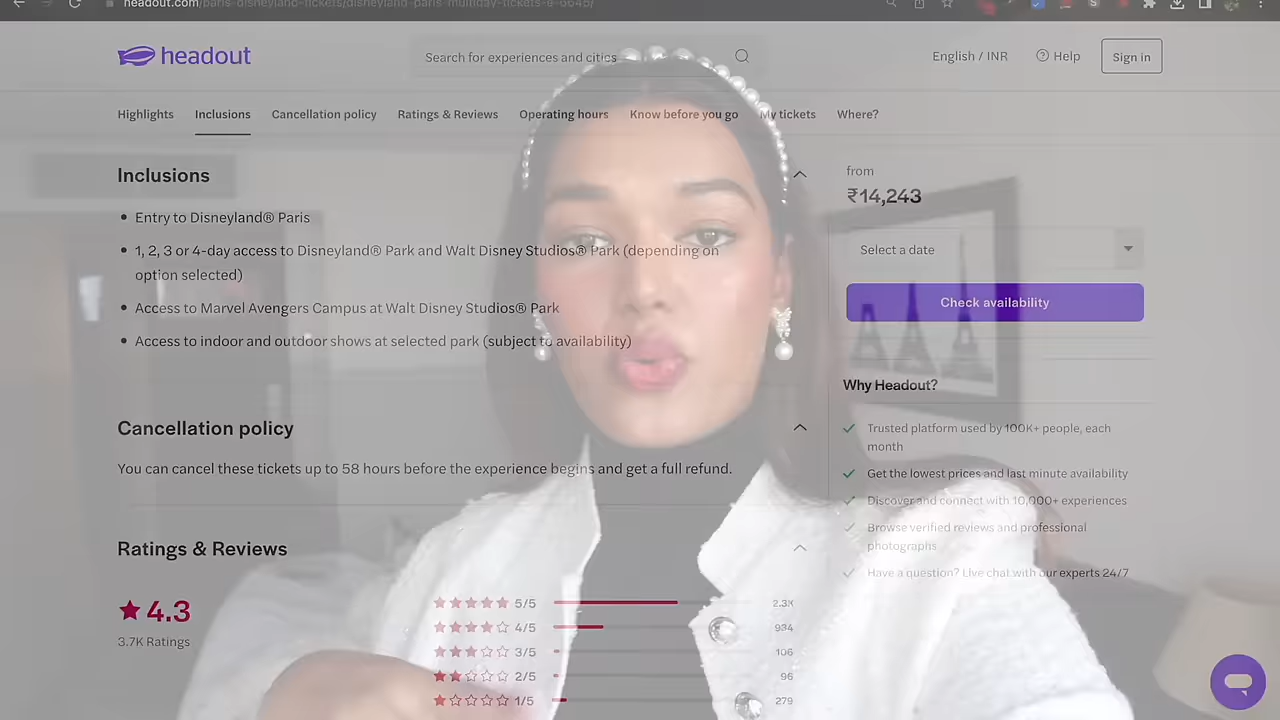 headout.com/paris-disneyland-tickets/disneyland-paris-multiday-tickets-e-6645/
headout
Search for experiences and cities
English / INR
Help
Sign in
Highlights
Inclusions
Cancellation policy
Ratings & Reviews
Operating hours
Know before you go
My tickets
Where?
Inclusions
• Entry to Disneyland® Paris
• 1, 2, 3 or 4-day access to Disneyland® Park and Walt Disney Studios® Park (depending on
option selected)
• Access to Marvel Avengers Campus at Walt Disney Studios® Park
• Access to indoor and outdoor shows at selected park (subject to availability)
Cancellation policy
You can cancel these tickets up to 58 hours before the experience begins and get a full refund.
Ratings & Reviews
4.3
3.7K Ratings
5/5 2.3K
4/5 934
3/5 106
2/5 96
1/5 279
from
₹14,243
Select a date
Check availability
Why Headout?
Trusted platform used by 100K+ people, each
month
Get the lowest prices and last minute availability
Discover and connect with 10,000+ experiences
Browse verified reviews and professional
photographs
Have a question? Live chat with our experts 24/7